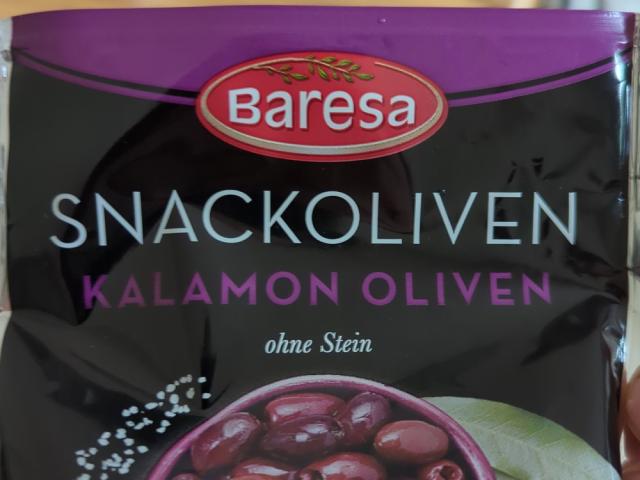 Baresa
SNACKOLIVEN
KALAMON OLIVEN
ohne Stein